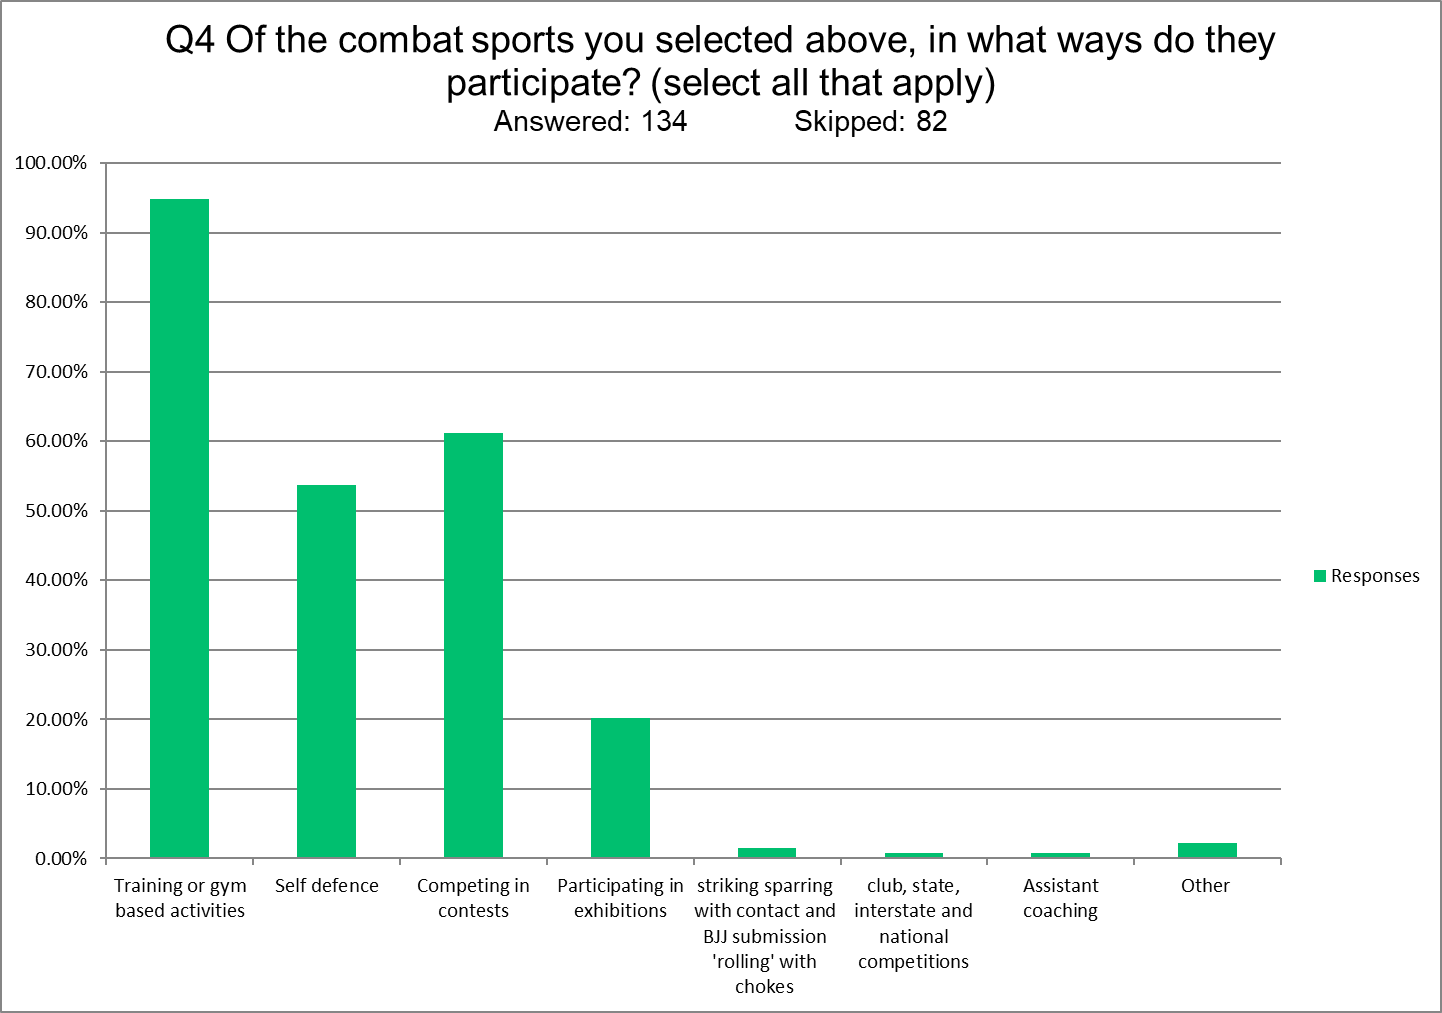 Q4 Of the combat sports you selected above, in what ways do they
participate? (select all that apply)
Answered: 134 Skipped: 82
100.00%
90.00%
80.00%
70.00%
60.00%
50.00%
40.00%
30.00%
20.00%
10.00%
0.00%
Training or gym
based activities
Self defence
Competing in
contests
Participating in
exhibitions
striking sparring
with contact and
BJJ submission
'rolling' with
chokes
club, state,
interstate and
national
competitions
Assistant
coaching
Other
Responses